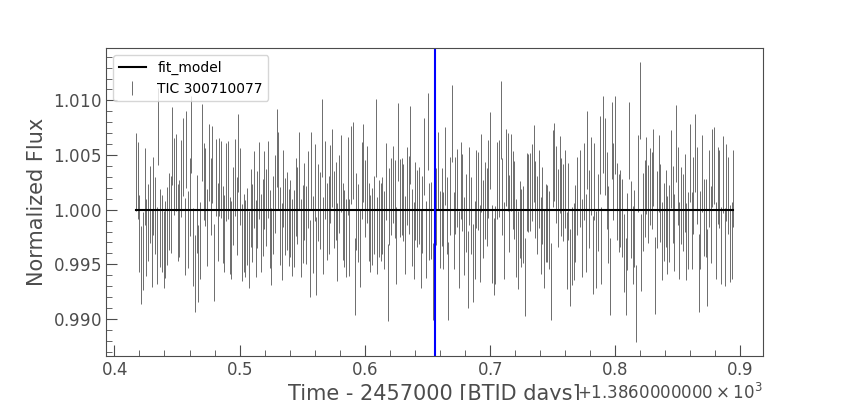 fit_model
TIC 300710077
Normalized Flux
1.010
1.005
1.000
0.995
0.990
0.4 0.5 0.6 0.7 0.8 0.9
Time - 2457000 [BTJD days]
+1.3860000000 × 10³